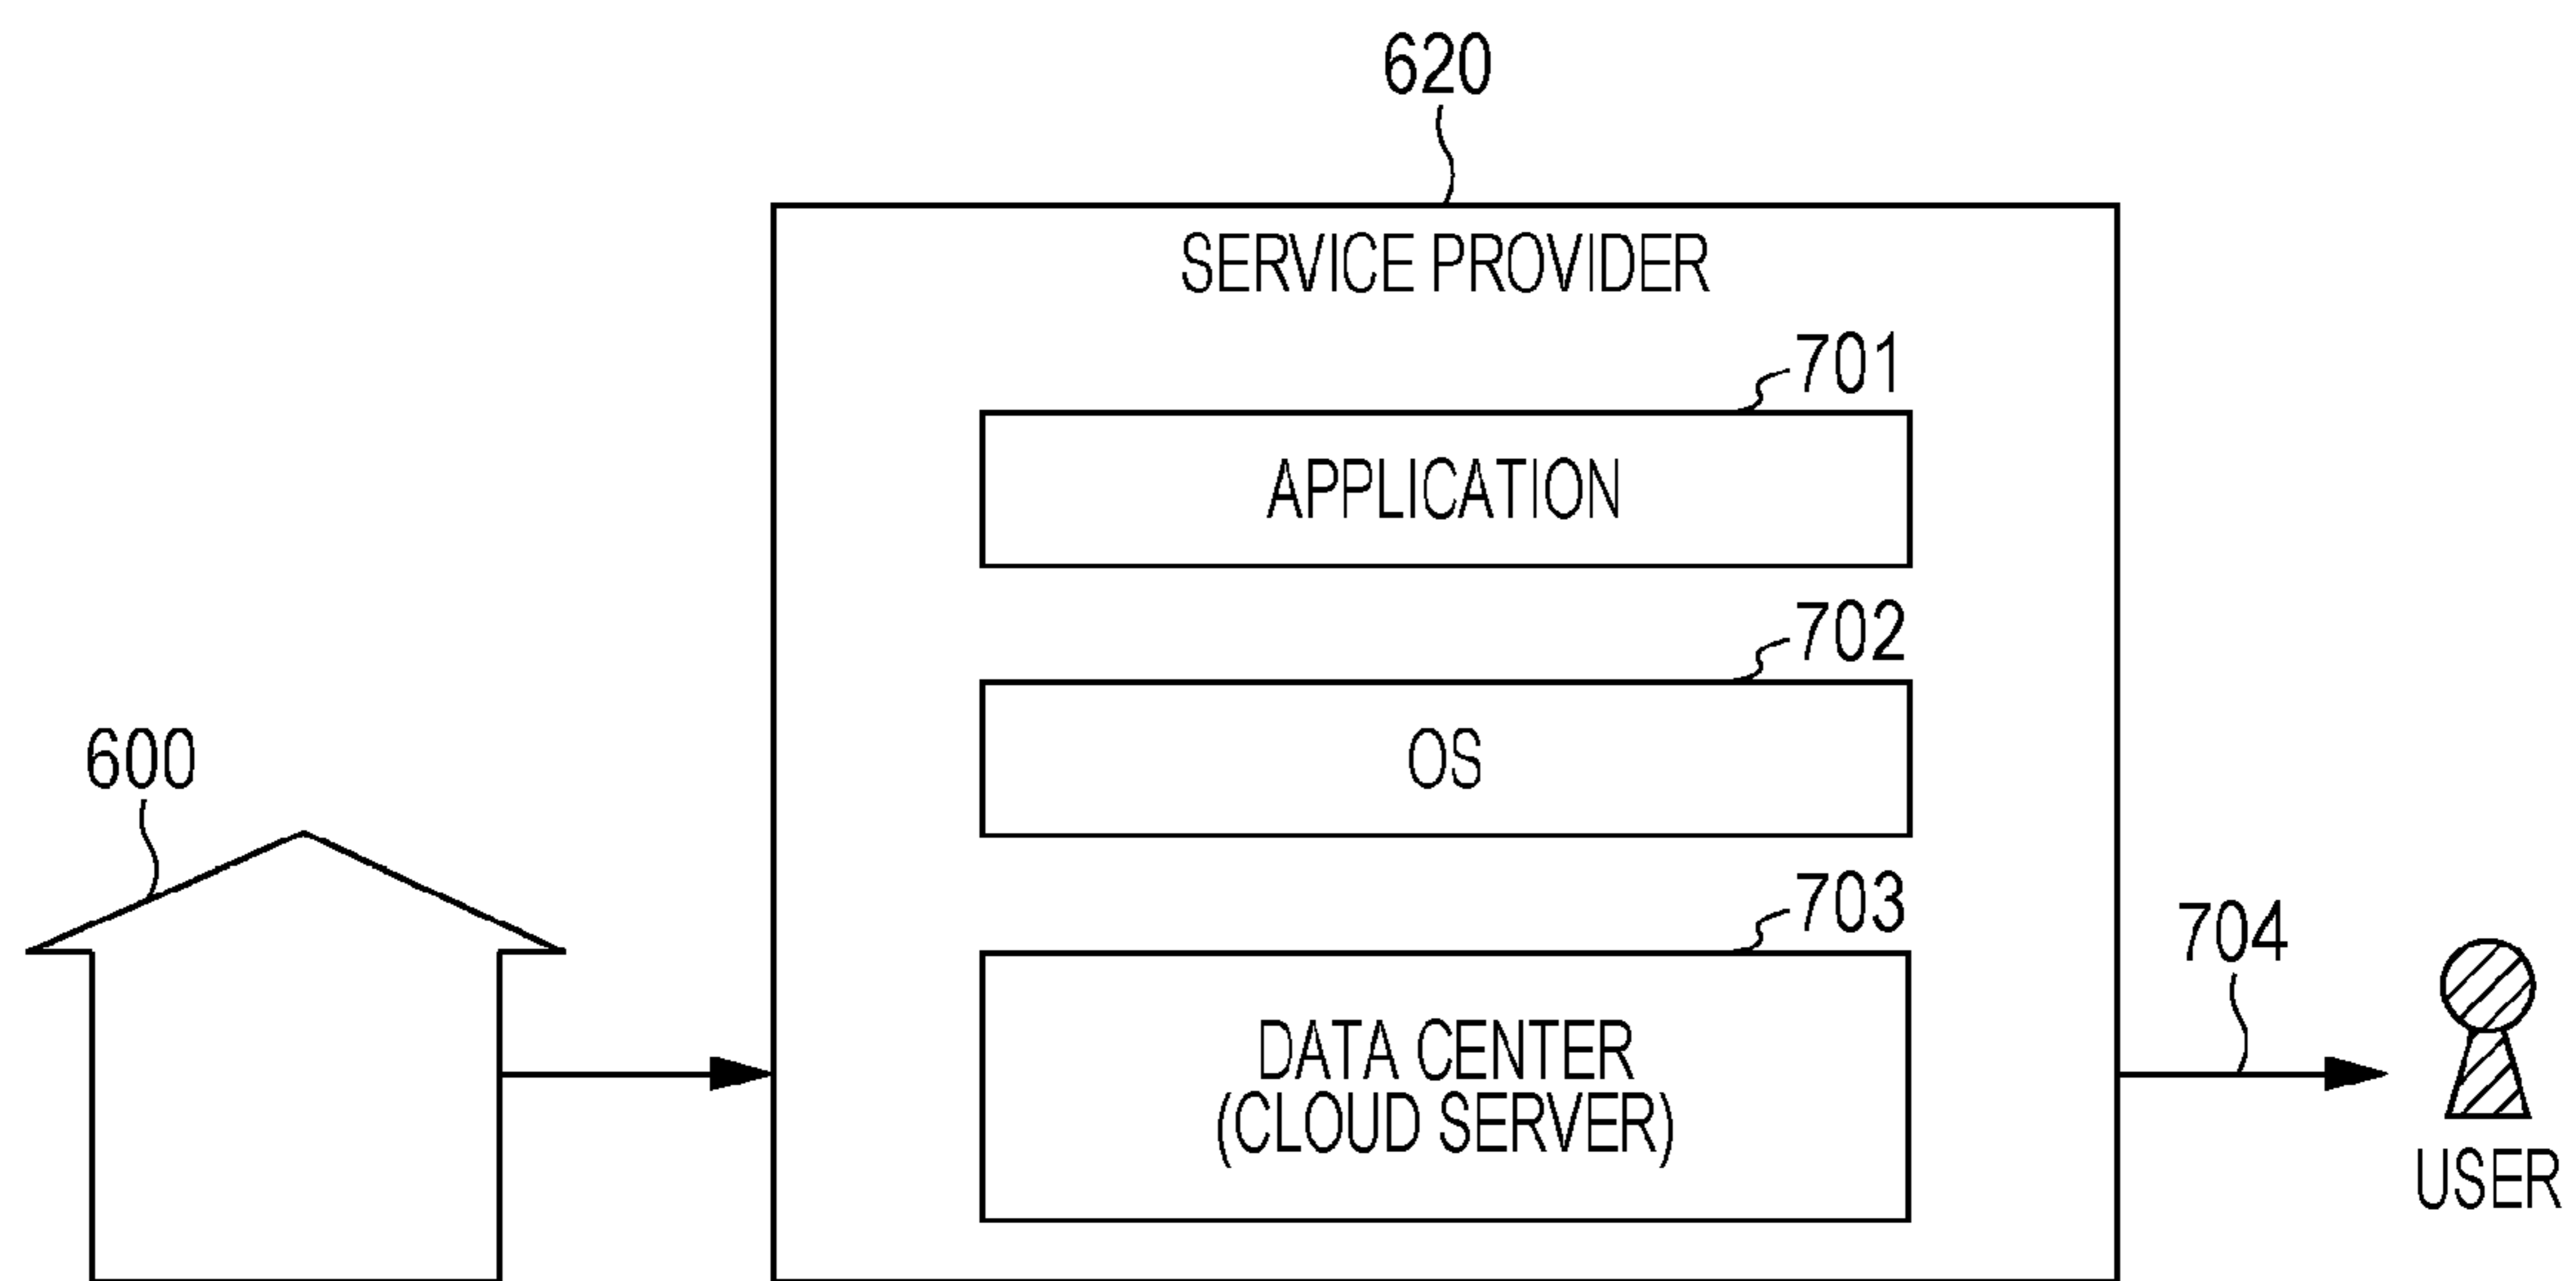 620
SERVICE PROVIDER
701
APPLICATION
702
OS
600
703
DATA CENTER
(CLOUD SERVER)
704
USER